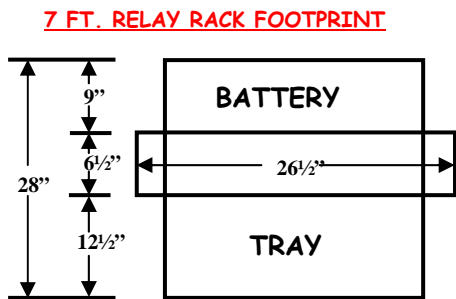 7 FT. RELAY RACK FOOTPRINT
9”
BATTERY
6½”
26½”
28”
12½”
TRAY